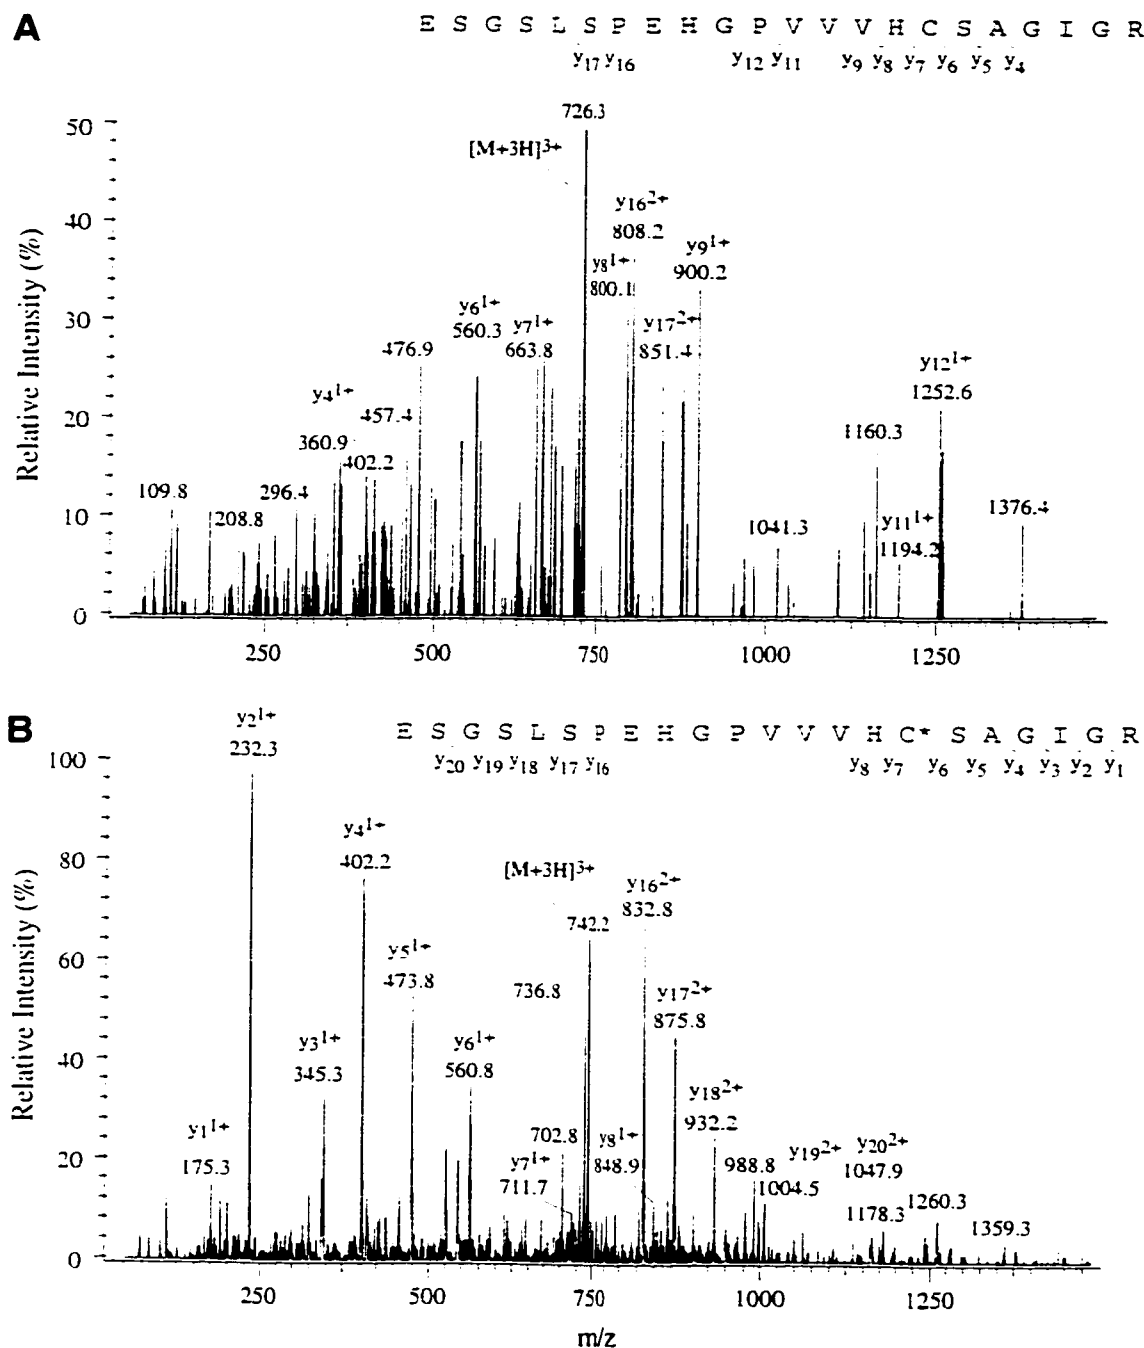 A
E S G S L S P E H G P V V V H C S A G I G R
y17 y16 y12 y11 y9 y8 y7 y6 y5 y4
726.3
[M+3H]3+
y16 2+
808.2
y9 1+
900.2
y8 1+
800.1
y6 1+
560.3
y7 1+
663.8
y17 2+
851.4
476.9
y4 1+
457.4
360.9
402.2
y12 1+
1252.6
1160.3
109.8
208.8
296.4
1041.3
y11 1+
1194.2
1376.4
Relative Intensity (%)
50
40
30
20
10
0
250 500 750 1000 1250
B
E S G S L S P E H G P V V V H C* S A G I G R
y20 y19 y18 y17 y16 y8 y7 y6 y5 y4 y3 y2 y1
y2 1+
232.3
y4 1+
402.2
[M+3H]3+
742.2
y16 2+
832.8
y5 1+
473.8
736.8
y17 2+
875.8
y3 1+
345.3
y6 1+
560.8
y18 2+
932.2
y1 1+
175.3
702.8
y8 1+
848.9
y7 1+
711.7
988.8
y19 2+
1004.5
y20 2+
1047.9
1178.3
1260.3
1359.3
Relative Intensity (%)
100
80
60
40
20
0
250 500 750 1000 1250
m/z